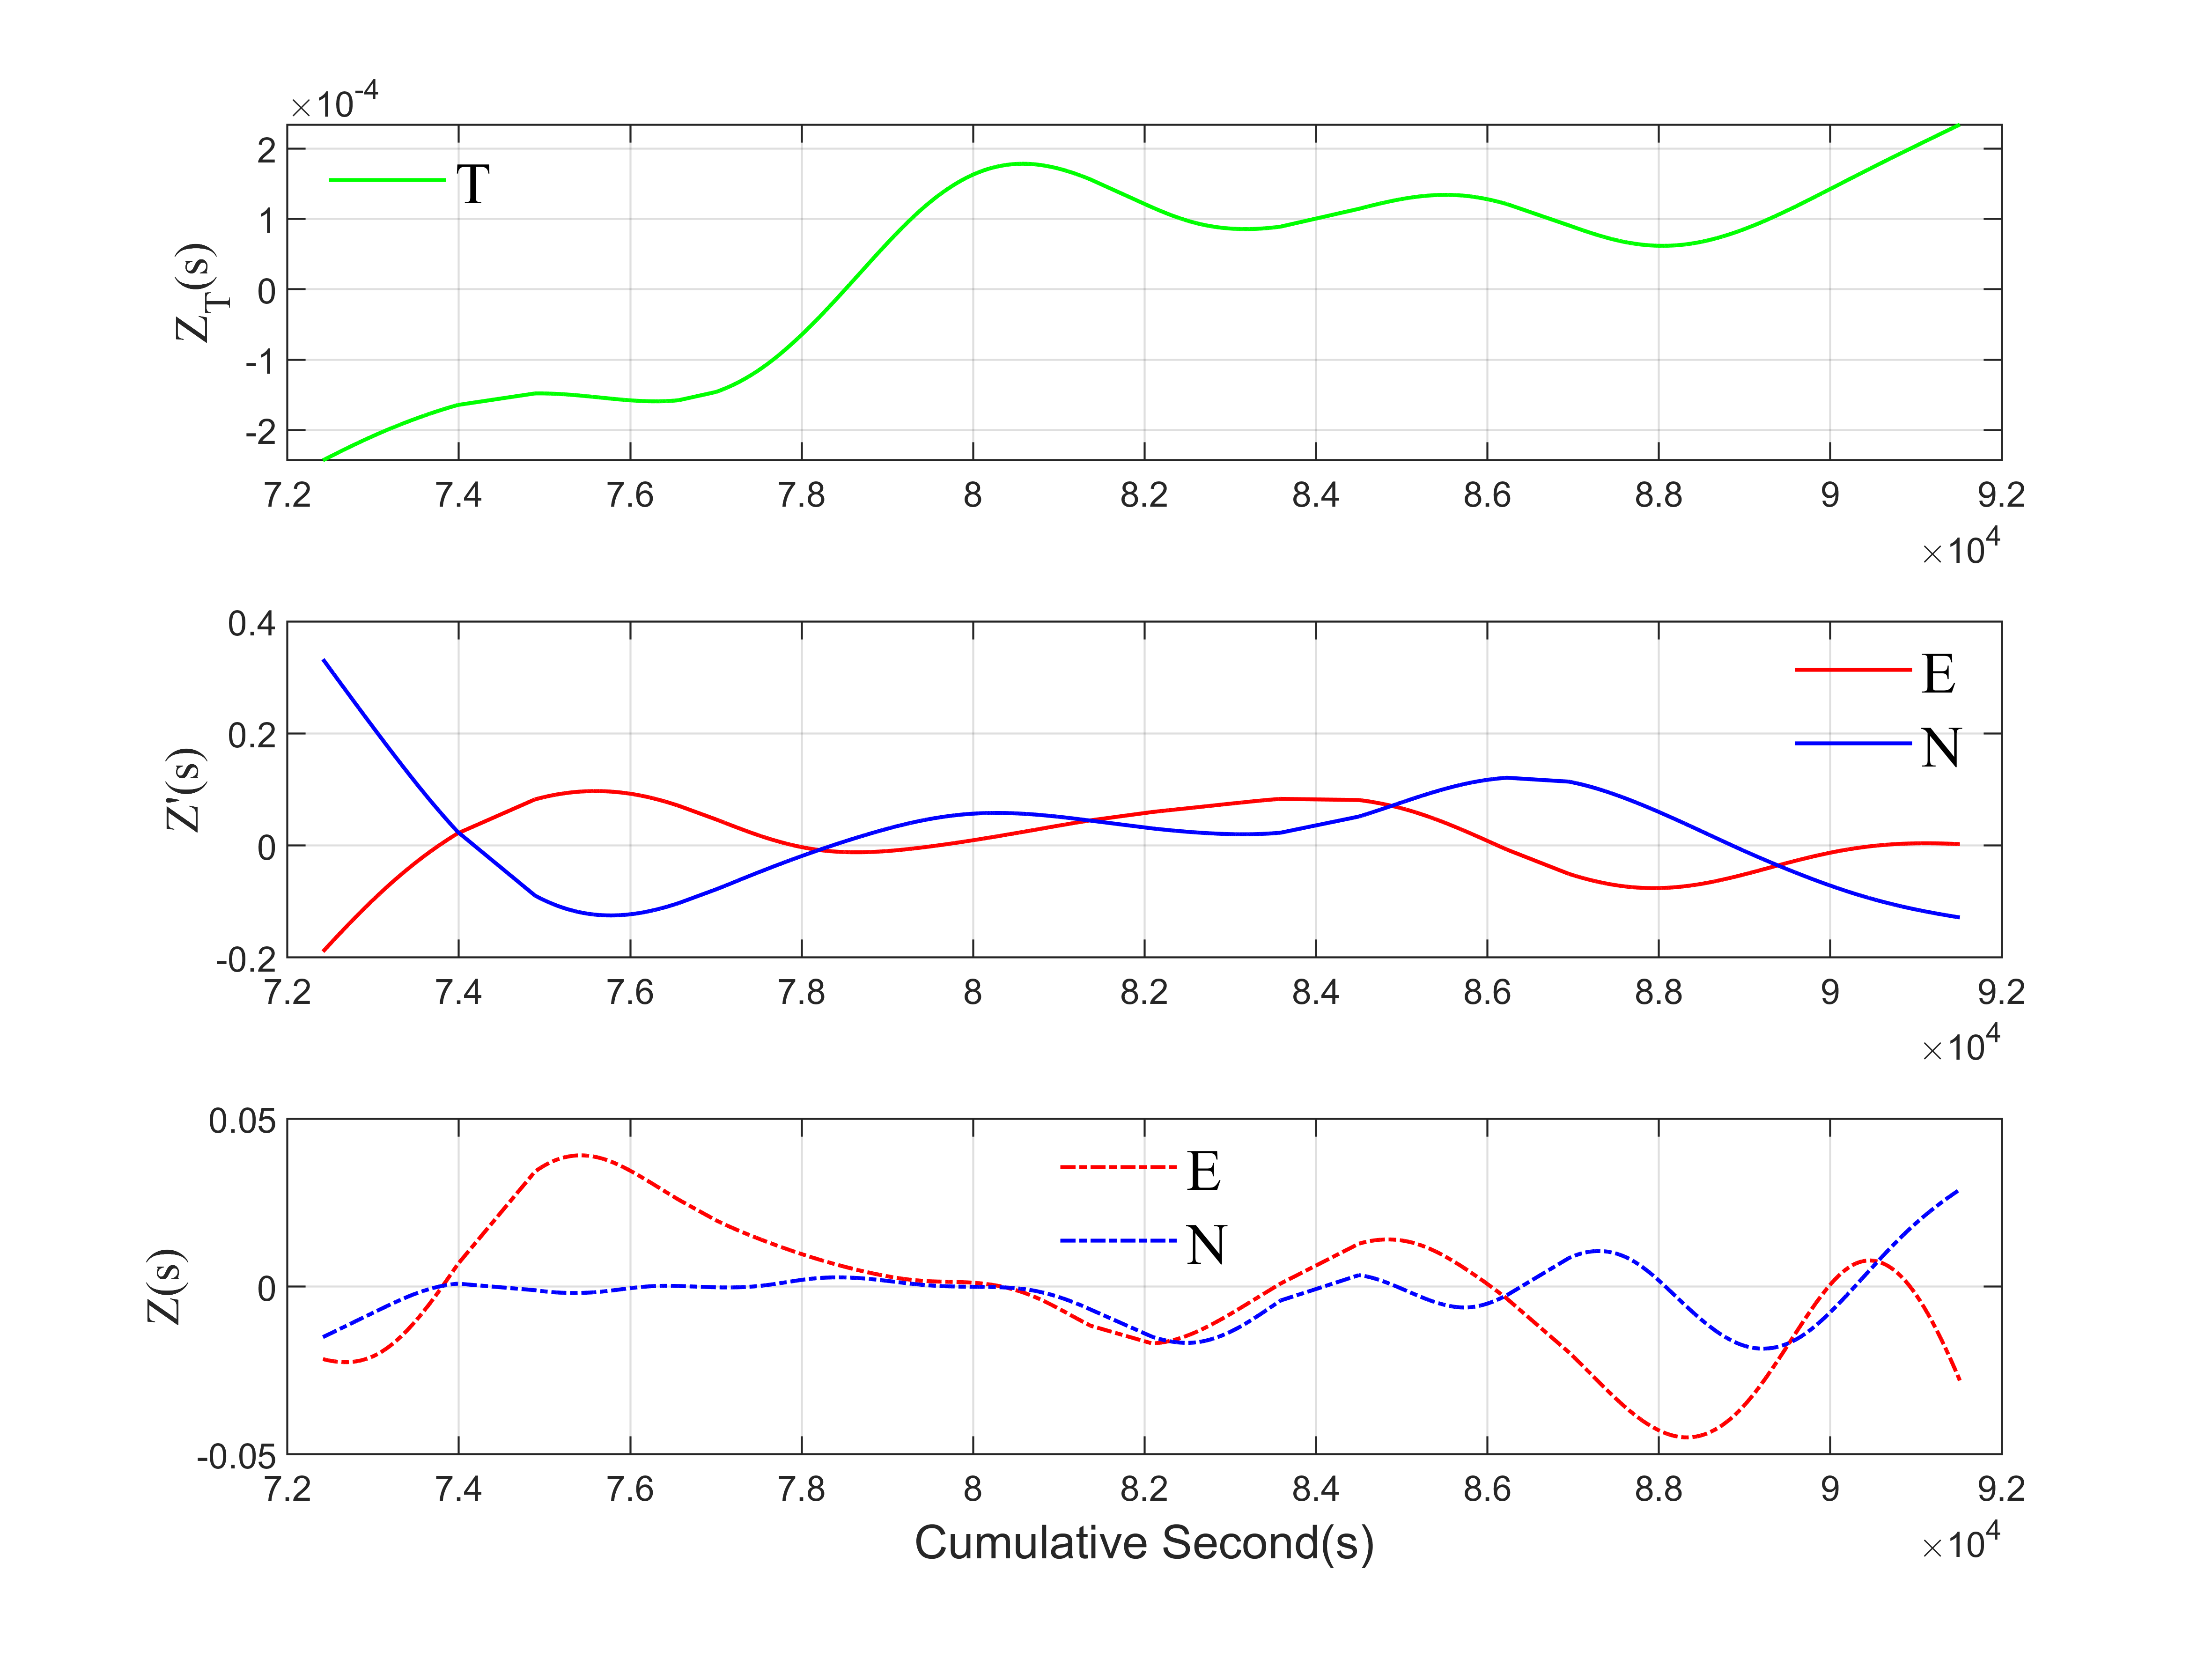 ×10-4
2
1
0
-1
-2
Z_T(s)
T
7.2 7.4 7.6 7.8 8 8.2 8.4 8.6 8.8 9 9.2
×10^4
0.4
0.2
0
-0.2
Z'(s)
E
N
7.2 7.4 7.6 7.8 8 8.2 8.4 8.6 8.8 9 9.2
×10^4
0.05
0
-0.05
Z(s)
E
N
7.2 7.4 7.6 7.8 8 8.2 8.4 8.6 8.8 9 9.2
Cumulative Second(s)
×10^4